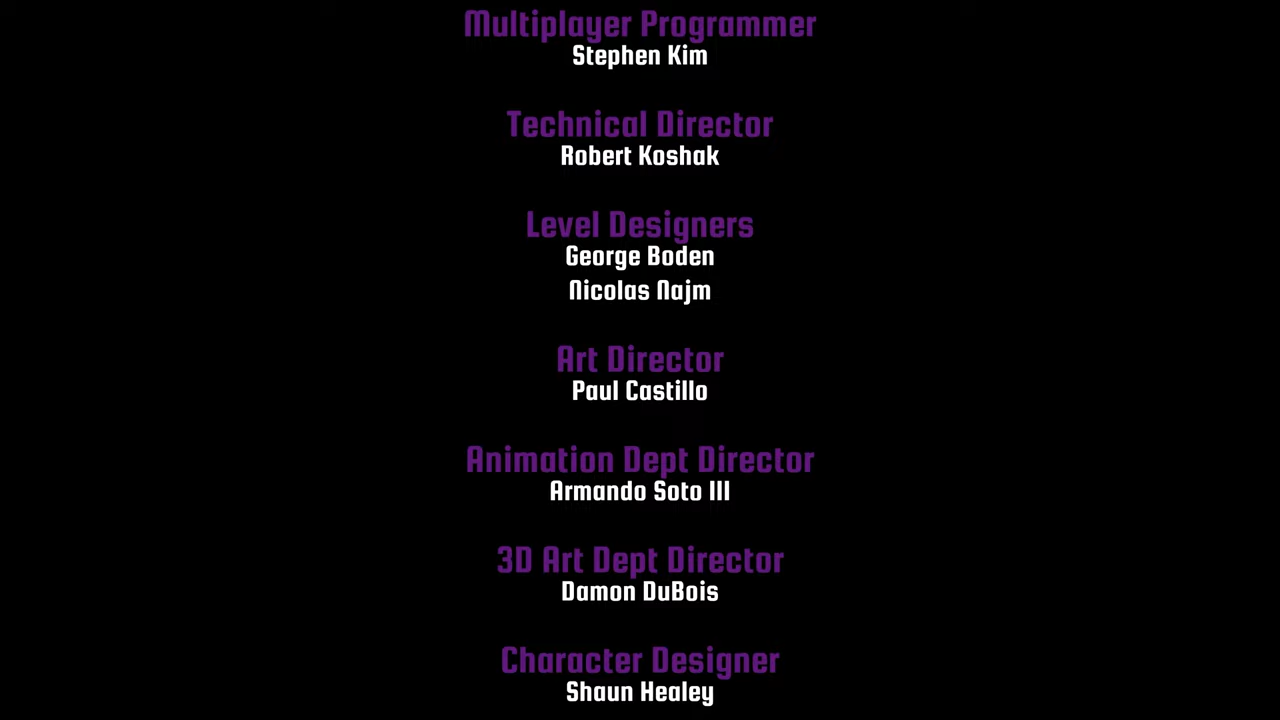 Multiplayer Programmer
Stephen Kim
Technical Director
Robert Koshak
Level Designers
George Boden
Nicolas Najm
Art Director
Paul Castillo
Animation Dept Director
Armando Soto III
3D Art Dept Director
Damon DuBois
Character Designer
Shaun Healey